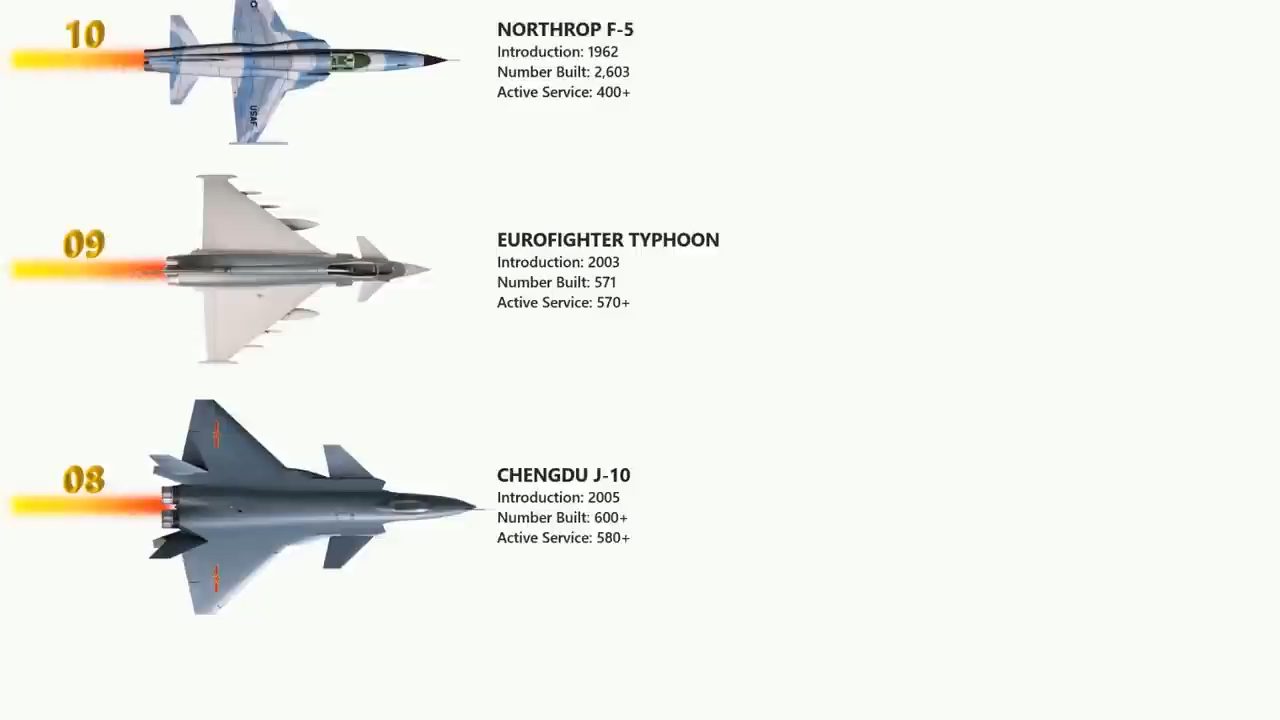 10
NORTHROP F-5
Introduction: 1962
Number Built: 2,603
Active Service: 400+
USAF
09
EUROFIGHTER TYPHOON
Introduction: 2003
Number Built: 571
Active Service: 570+
08
CHENGDU J-10
Introduction: 2005
Number Built: 600+
Active Service: 580+